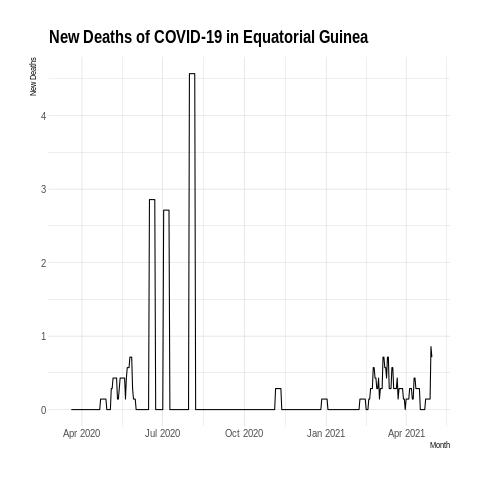 New Deaths of COVID-19 in Equatorial Guinea
New Deaths
4
3
2
1
0
Apr 2020 Jul 2020 Oct 2020 Jan 2021 Apr 2021
Month